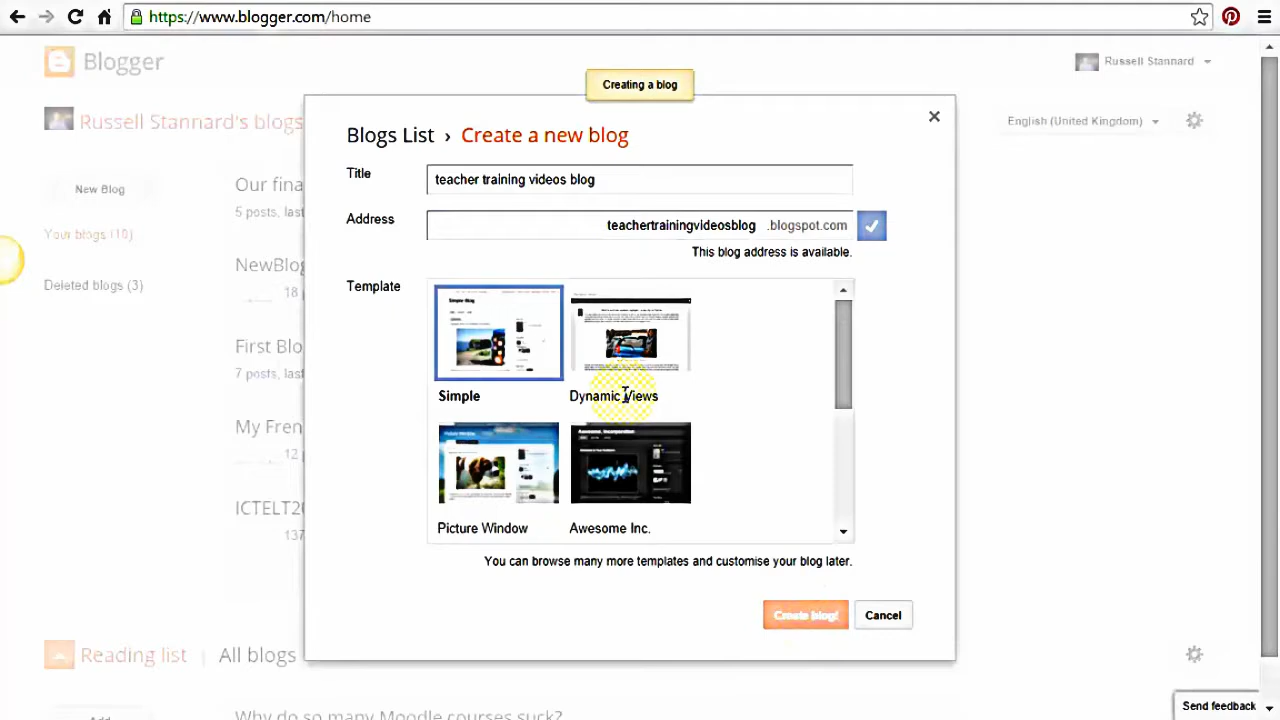 https://www.blogger.com/home
Blogger
Russell Stannard
Creating a blog
Russell Stannard's blogs
English (United Kingdom)
Blogs List › Create a new blog
Title
teacher training videos blog
New Blog
Our fina
5 posts, last
Address
teachertrainingvideosblog .blogspot.com
This blog address is available.
Your blogs (10)
NewBlog
18
Deleted blogs (3)
Template
First Blo
7 posts, last
Simple
Dynamic Views
My Fren
12
Picture Window
Awesome Inc.
ICTELT20
137
You can browse many more templates and customise your blog later.
Create blog!
Cancel
Reading list
All blogs
Send feedback
Add
Why do so many Moodle courses suck?